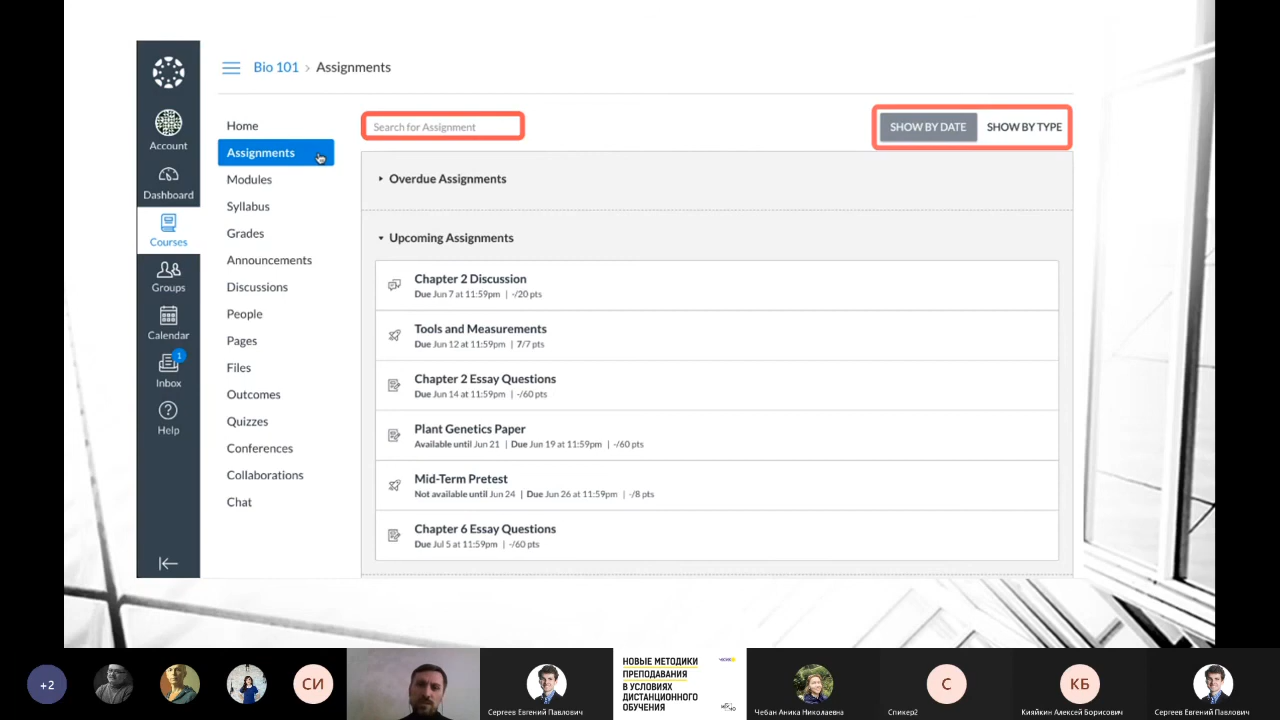 Bio 101 › Assignments
Account
Dashboard
Courses
Groups
Calendar
1
Inbox
Help
Home
Assignments
Modules
Syllabus
Grades
Announcements
Discussions
People
Pages
Files
Outcomes
Quizzes
Conferences
Collaborations
Chat
Search for Assignment
SHOW BY DATE
SHOW BY TYPE
Overdue Assignments
Upcoming Assignments
Chapter 2 Discussion
Due Jun 7 at 11:59pm | -/20 pts
Tools and Measurements
Due Jun 12 at 11:59pm | 7/7 pts
Chapter 2 Essay Questions
Due Jun 14 at 11:59pm | -/60 pts
Plant Genetics Paper
Available until Jun 21 | Due Jun 19 at 11:59pm | -/60 pts
Mid-Term Pretest
Not available until Jun 24 | Due Jun 26 at 11:59pm | -/8 pts
Chapter 6 Essay Questions
Due Jul 5 at 11:59pm | -/60 pts
+2
СИ
Сергеев Евгений Павлович
НОВЫЕ МЕТОДИКИ
ПРЕПОДАВАНИЯ
В УСЛОВИЯХ
ДИСТАНЦИОННОГО
ОБУЧЕНИЯ
Чебан Аника Николаевна
С
Спикер2
КБ
Кияйкин Алексей Борисович
Сергеев Евгений Павлович